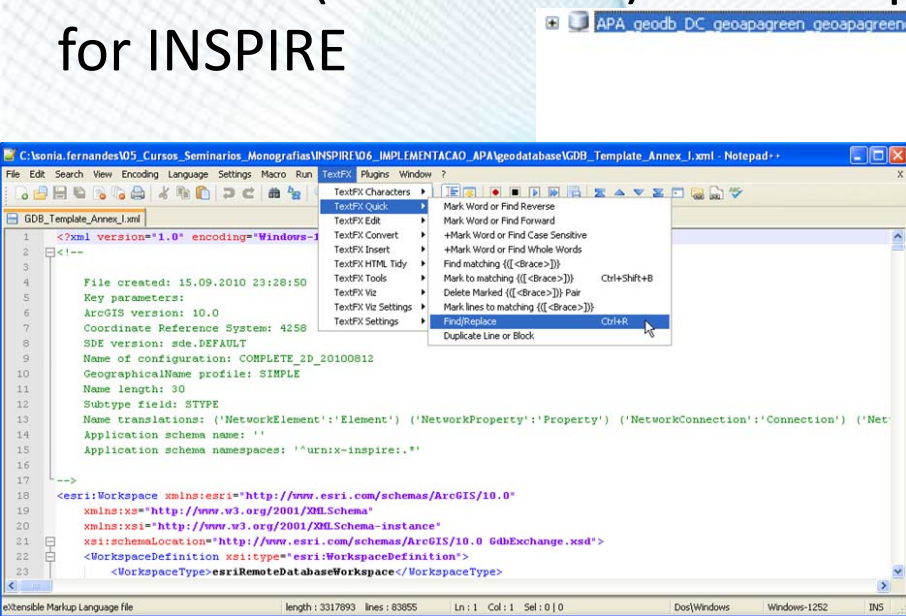 for INSPIRE
APA_geodb_DC_geoapagreen_geoapagreen
C:\sonia.fernandes\05_Cursos_Seminarios_Monografias\INSPIRE\06_IMPLEMENTACAO_APA\geodatabase\GDB_Template_Annex_I.xml - Notepad++
File Edit Search View Encoding Language Settings Macro Run TextFX Plugins Window ? X
TextFX Characters
TextFX Quick
TextFX Edit
TextFX Convert
TextFX Insert
TextFX HTML Tidy
TextFX Tools
TextFX Viz
TextFX Viz Settings
TextFX Settings
Mark Word or Find Reverse
Mark Word or Find Forward
+Mark Word or Find Case Sensitive
+Mark Word or Find Whole Words
Find matching {([<Brace>])}
Mark to matching {([<Brace>])} Ctrl+Shift+B
Delete Marked {([<Brace>])} Pair
Mark lines to matching {([<Brace>])}
Find/Replace Ctrl+R
Duplicate Line or Block
GDB_Template_Annex_I.xml
1 <?xml version="1.0" encoding="Windows-1
2 <!--
3
4 File created: 15.09.2010 23:28:50
5 Key parameters:
6 ArcGIS version: 10.0
7 Coordinate Reference System: 4258
8 SDE version: sde.DEFAULT
9 Name of configuration: COMPLETE_2D_20100812
10 GeographicalName profile: SIMPLE
11 Name length: 30
12 Subtype field: STYPE
13 Name translations: ('NetworkElement':'Element') ('NetworkProperty':'Property') ('NetworkConnection':'Connection') ('Net
14 Application schema name: ''
15 Application schema namespaces: '^urn:x-inspire:.*'
16
17 -->
18 <esri:Workspace xmlns:esri="http://www.esri.com/schemas/ArcGIS/10.0"
19 xmlns:xs="http://www.w3.org/2001/XMLSchema"
20 xmlns:xsi="http://www.w3.org/2001/XMLSchema-instance"
21 xsi:schemaLocation="http://www.esri.com/schemas/ArcGIS/10.0 GdbExchange.xsd">
22 <WorkspaceDefinition xsi:type="esri:WorkspaceDefinition">
23 <WorkspaceType>esriRemoteDatabaseWorkspace</WorkspaceType>
eXtensible Markup Language file length : 3317893 lines : 83855 Ln : 1 Col : 1 Sel : 0 | 0 Dos\Windows Windows-1252 INS